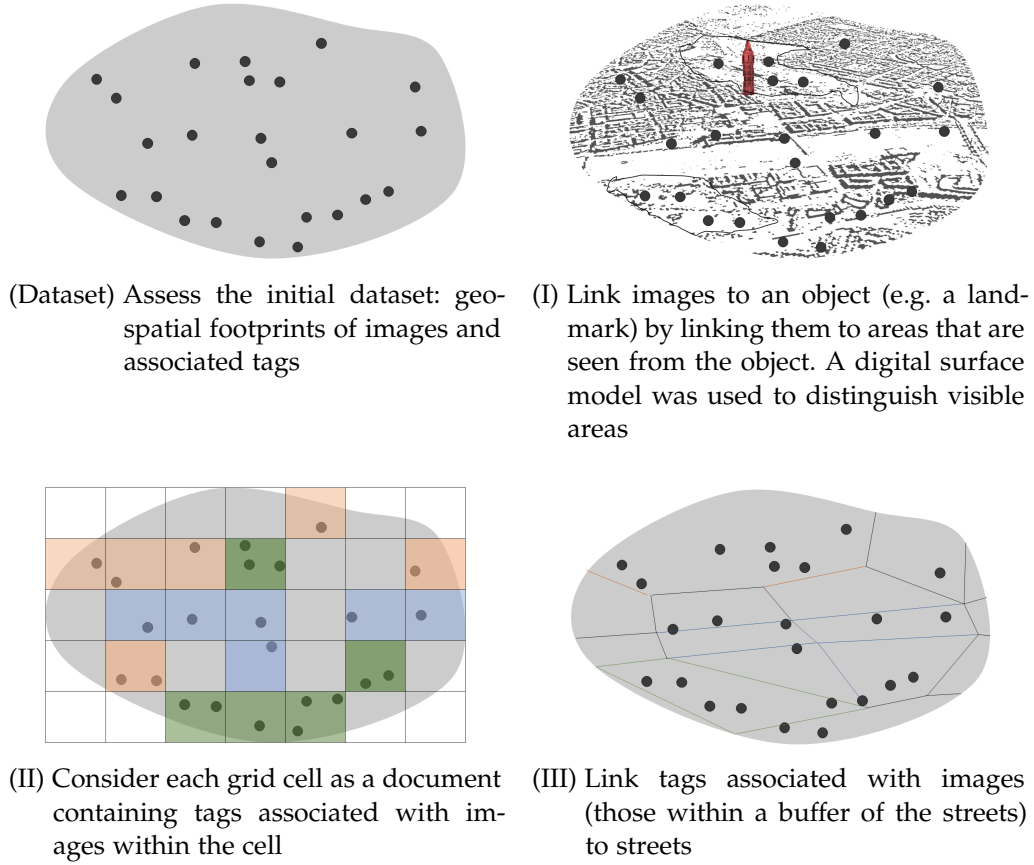 (Dataset) Assess the initial dataset: geo-
spatial footprints of images and
associated tags
(I) Link images to an object (e.g. a land-
mark) by linking them to areas that are
seen from the object. A digital surface
model was used to distinguish visible
areas
(II) Consider each grid cell as a document
containing tags associated with im-
ages within the cell
(III) Link tags associated with images
(those within a buffer of the streets)
to streets